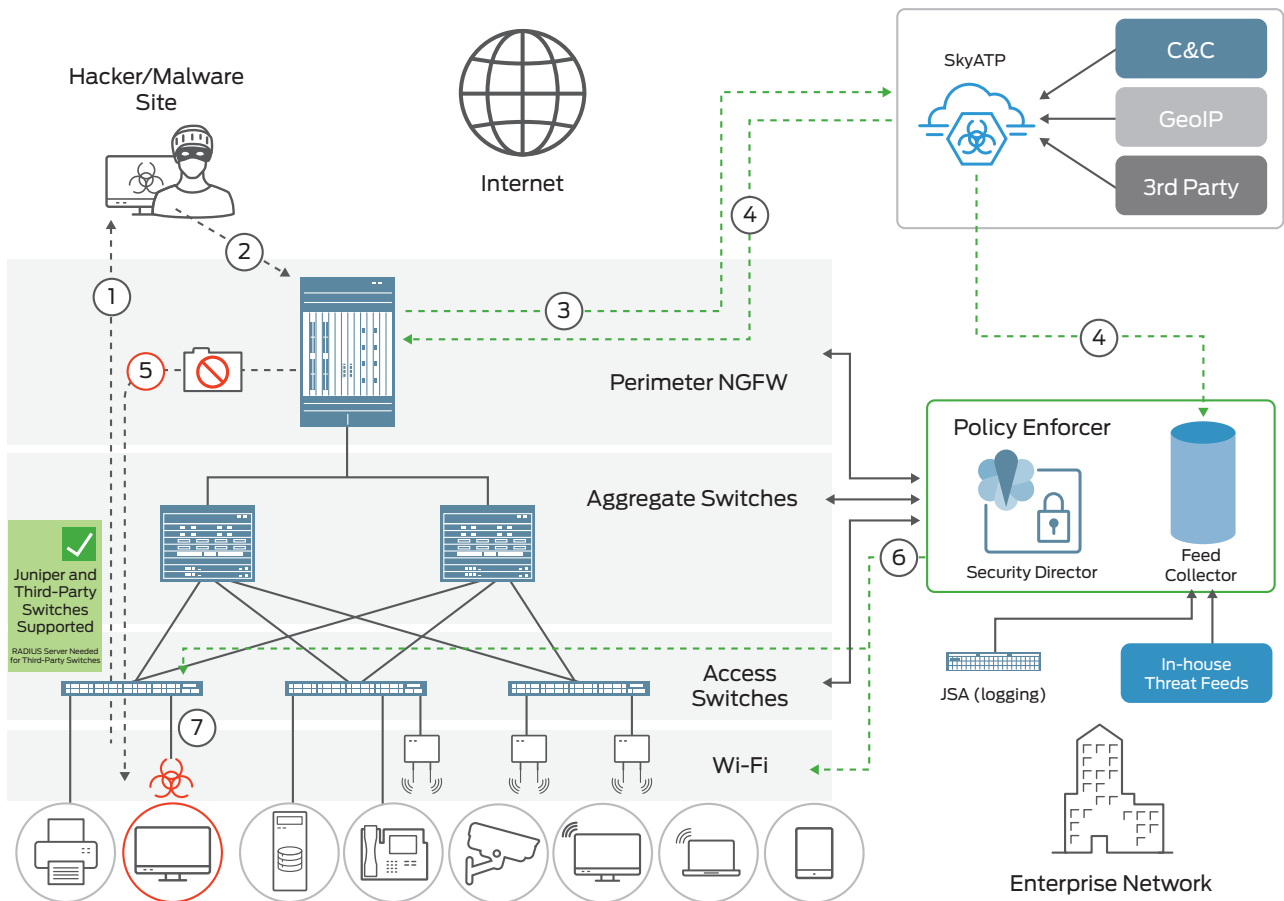 Hacker/Malware
Site
Internet
SkyATP
C&C
GeoIP
3rd Party
1
2
3
4
4
5
Perimeter NGFW
Policy Enforcer
Security Director
Feed
Collector
Aggregate Switches
6
Juniper and
Third-Party
Switches
Supported
RADIUS Server Needed
for Third-Party Switches
Access
Switches
JSA (logging)
In-house
Threat Feeds
7
Wi-Fi
Enterprise Network